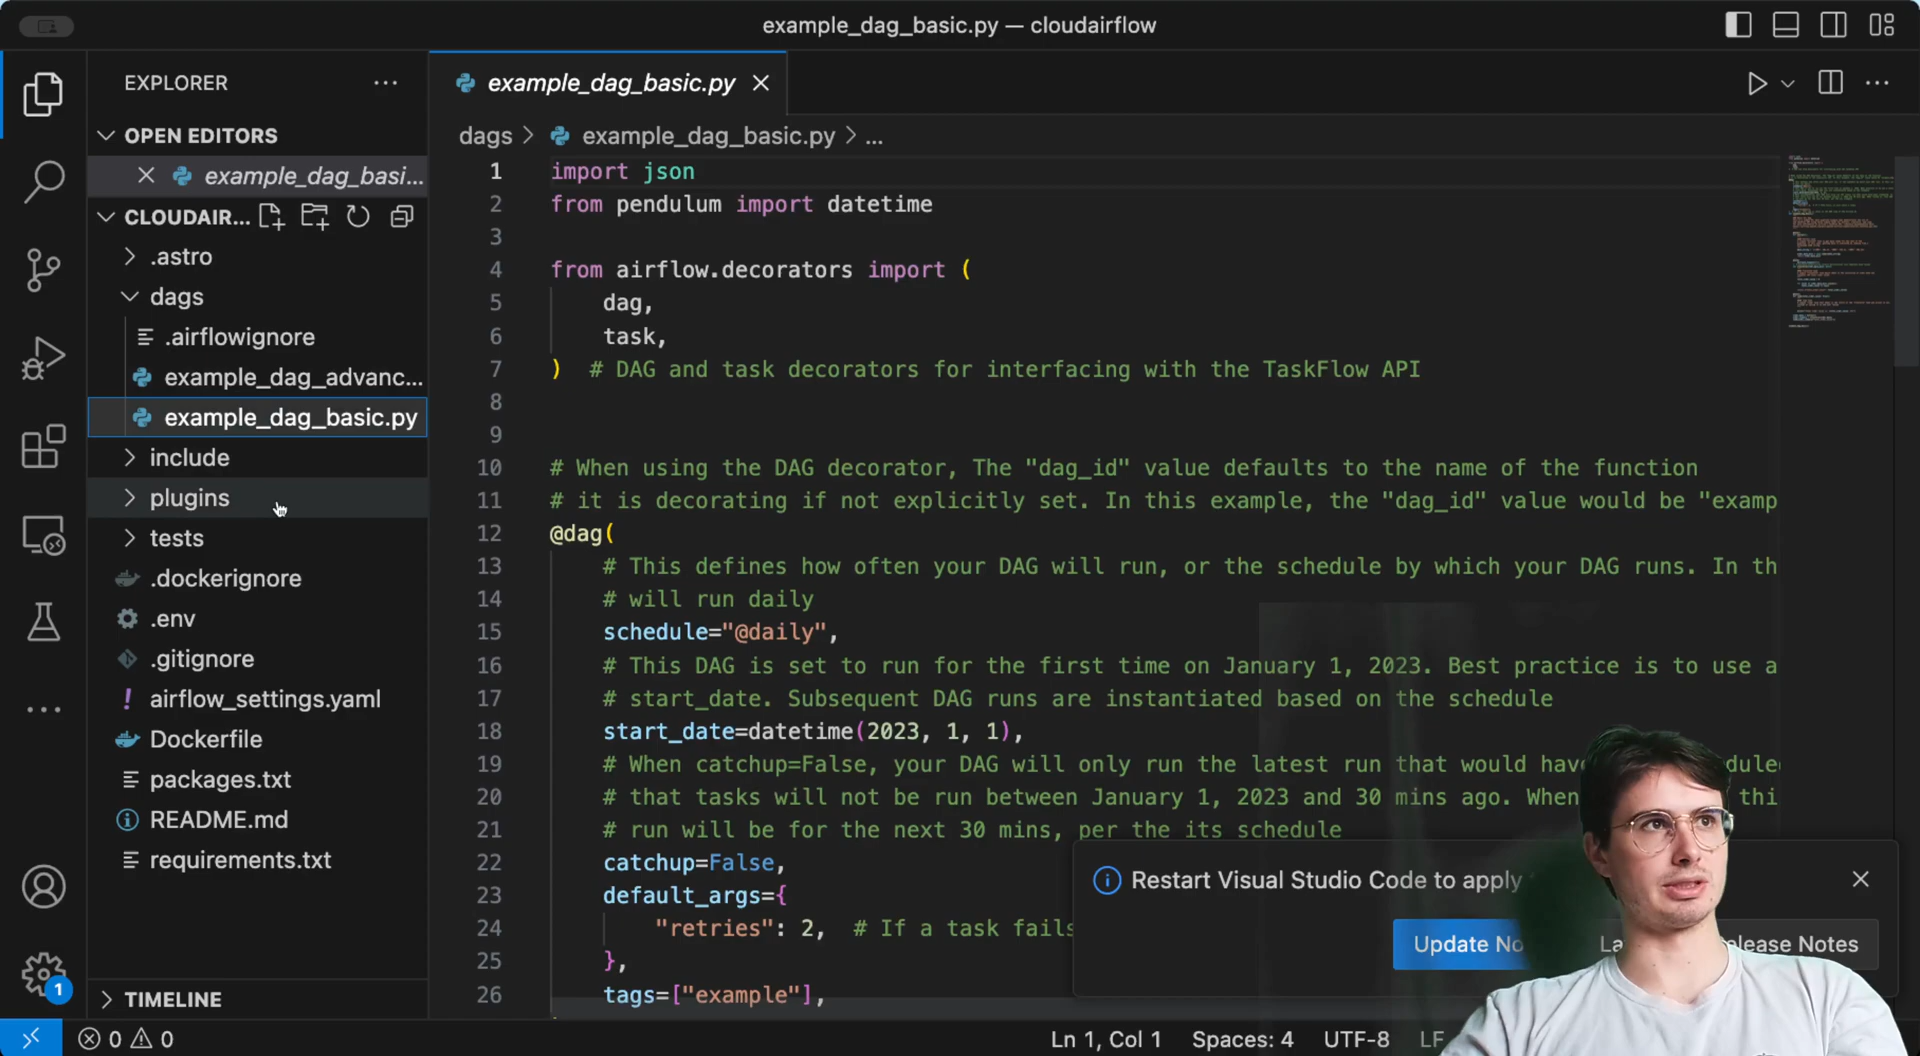 example_dag_basic.py — cloudairflow
EXPLORER
OPEN EDITORS
example_dag_basi...
CLOUDAIR...
.astro
dags
.airflowignore
example_dag_advanc...
example_dag_basic.py
include
plugins
tests
.dockerignore
.env
.gitignore
airflow_settings.yaml
Dockerfile
packages.txt
README.md
requirements.txt
TIMELINE
1
example_dag_basic.py
dags > example_dag_basic.py > ...
1 import json
2 from pendulum import datetime
3
4 from airflow.decorators import (
5 dag,
6 task,
7 ) # DAG and task decorators for interfacing with the TaskFlow API
8
9
10 # When using the DAG decorator, The "dag_id" value defaults to the name of the function
11 # it is decorating if not explicitly set. In this example, the "dag_id" value would be "examp
12 @dag(
13 # This defines how often your DAG will run, or the schedule by which your DAG runs. In th
14 # will run daily
15 schedule="@daily",
16 # This DAG is set to run for the first time on January 1, 2023. Best practice is to use a
17 # start_date. Subsequent DAG runs are instantiated based on the schedule
18 start_date=datetime(2023, 1, 1),
19 # When catchup=False, your DAG will only run the latest run that would have dule
20 # that tasks will not be run between January 1, 2023 and 30 mins ago. When thi
21 # run will be for the next 30 mins, per the its schedule
22 catchup=False,
23 default_args={
24 "retries": 2, # If a task fails
25 },
26 tags=["example"],
Restart Visual Studio Code to apply
Update No
La
elease Notes
0 0
Ln 1, Col 1 Spaces: 4 UTF-8 LF